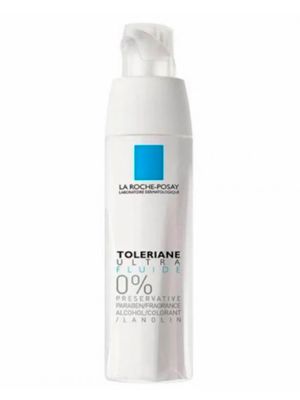 LA ROCHE-POSAY
LABORATOIRE DERMATOLOGIQUE
TOLERIANE
ULTRA
FLUIDE
0%
PRESERVATIVE
PARABEN/FRAGRANCE
ALCOHOL/COLORANT
/LANOLIN